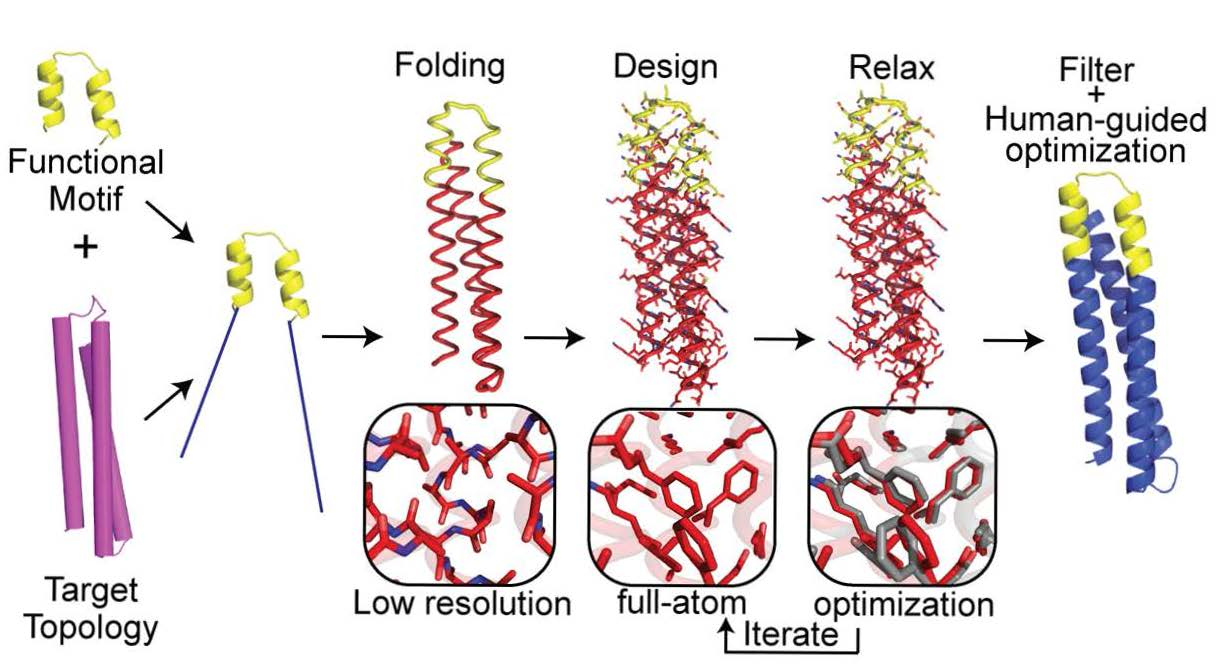 Functional
Motif
+
Target
Topology
Folding
Low resolution
Design
full-atom
Relax
optimization
Iterate
Filter
+
Human-guided
optimization